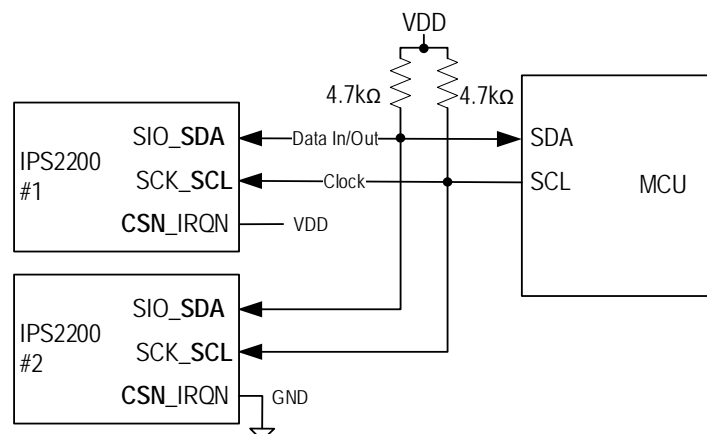 VDD
4.7kΩ 4.7kΩ
IPS2200
#1
SIO_SDA
SCK_SCL
CSN_IRQN
Data In/Out
Clock
VDD
SDA
SCL
MCU
IPS2200
#2
SIO_SDA
SCK_SCL
CSN_IRQN
GND